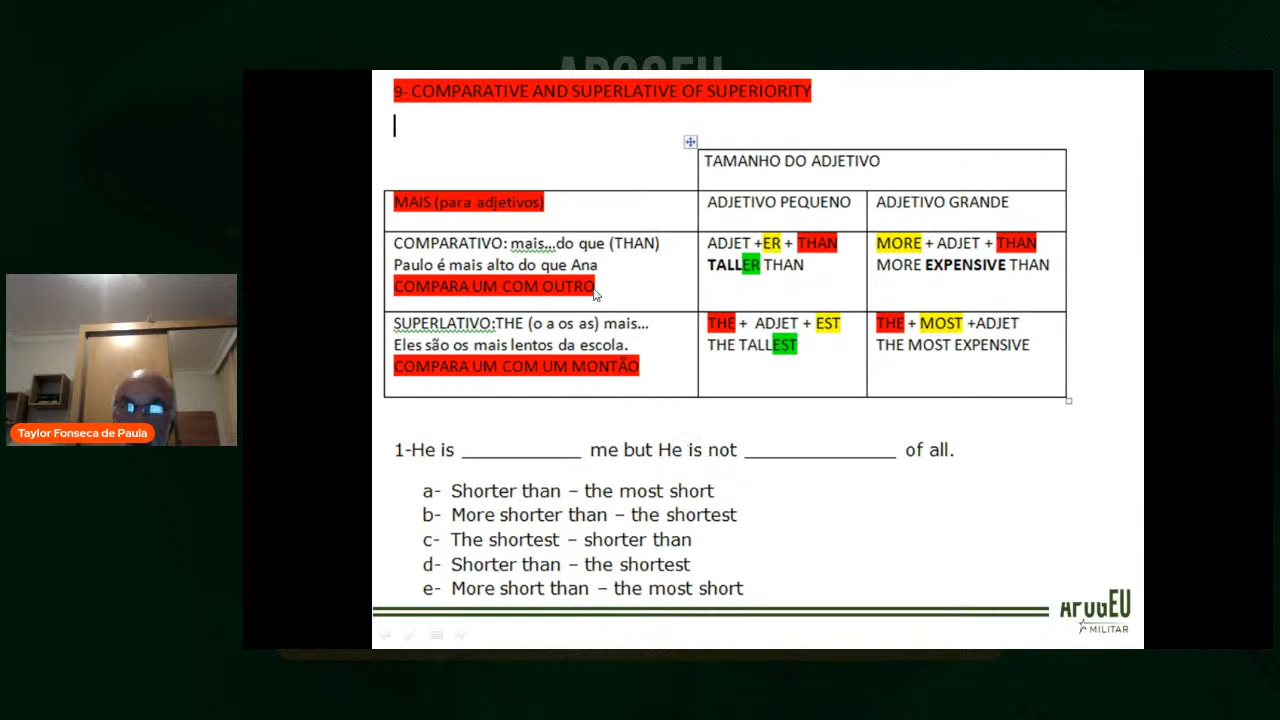 APOGEU
9- COMPARATIVE AND SUPERLATIVE OF SUPERIORITY
TAMANHO DO ADJETIVO
MAIS (para adjetivos)
ADJETIVO PEQUENO
ADJETIVO GRANDE
COMPARATIVO: mais...do que (THAN)
Paulo é mais alto do que Ana
COMPARA UM COM OUTRO
ADJET +ER + THAN
TALLER THAN
MORE + ADJET + THAN
MORE EXPENSIVE THAN
SUPERLATIVO:THE (o a os as) mais...
Eles são os mais lentos da escola.
COMPARA UM COM UM MONTÃO
THE + ADJET + EST
THE TALLEST
THE + MOST +ADJET
THE MOST EXPENSIVE
Taylor Fonseca de Paula
1-He is ____________ me but He is not _______________ of all.
a- Shorter than – the most short
b- More shorter than – the shortest
c- The shortest – shorter than
d- Shorter than – the shortest
e- More short than – the most short
APOGEU
MILITAR